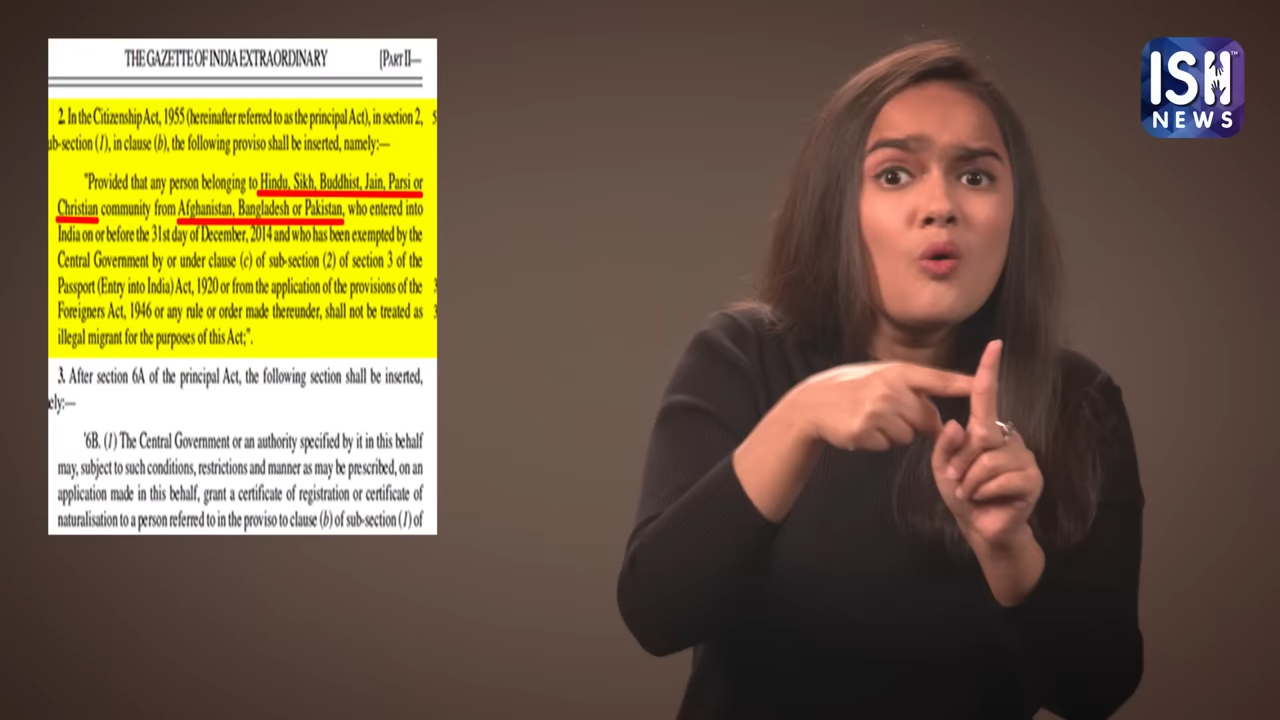 THE GAZETTE OF INDIA EXTRAORDINARY [PART II—
2. In the Citizenship Act, 1955 (hereinafter referred to as the principal Act), in section 2, 5
ub-section (1), in clause (b), the following proviso shall be inserted, namely:—
"Provided that any person belonging to Hindu, Sikh, Buddhist, Jain, Parsi or
Christian community from Afghanistan, Bangladesh or Pakistan, who entered into
India on or before the 31st day of December, 2014 and who has been exempted by the
Central Government by or under clause (c) of sub-section (2) of section 3 of the
Passport (Entry into India) Act, 1920 or from the application of the provisions of the 3
Foreigners Act, 1946 or any rule or order made thereunder, shall not be treated as 3
illegal migrant for the purposes of this Act;".
3. After section 6A of the principal Act, the following section shall be inserted,
ely:—
'6B. (1) The Central Government or an authority specified by it in this behalf
may, subject to such conditions, restrictions and manner as may be prescribed, on an
application made in this behalf, grant a certificate of registration or certificate of
naturalisation to a person referred to in the proviso to clause (b) of sub-section (1) of
ISH™
NEWS